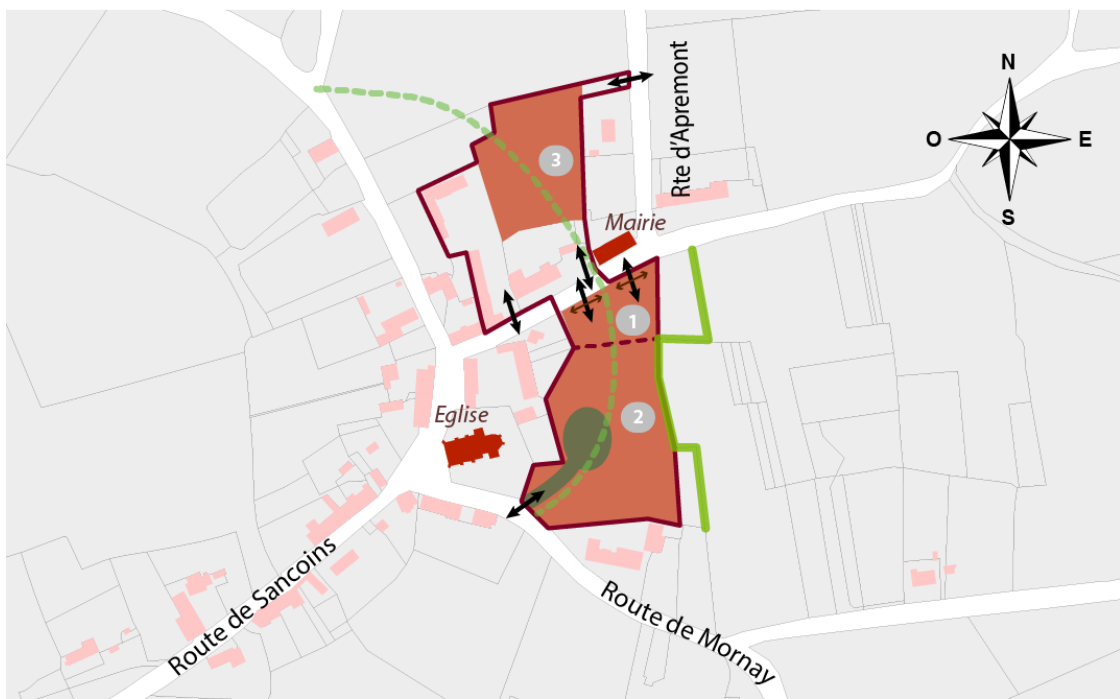 N
O
E
S
Rte d'Apremont
3
Mairie
1
2
Eglise
Route de Sancoins
Route de Mornay